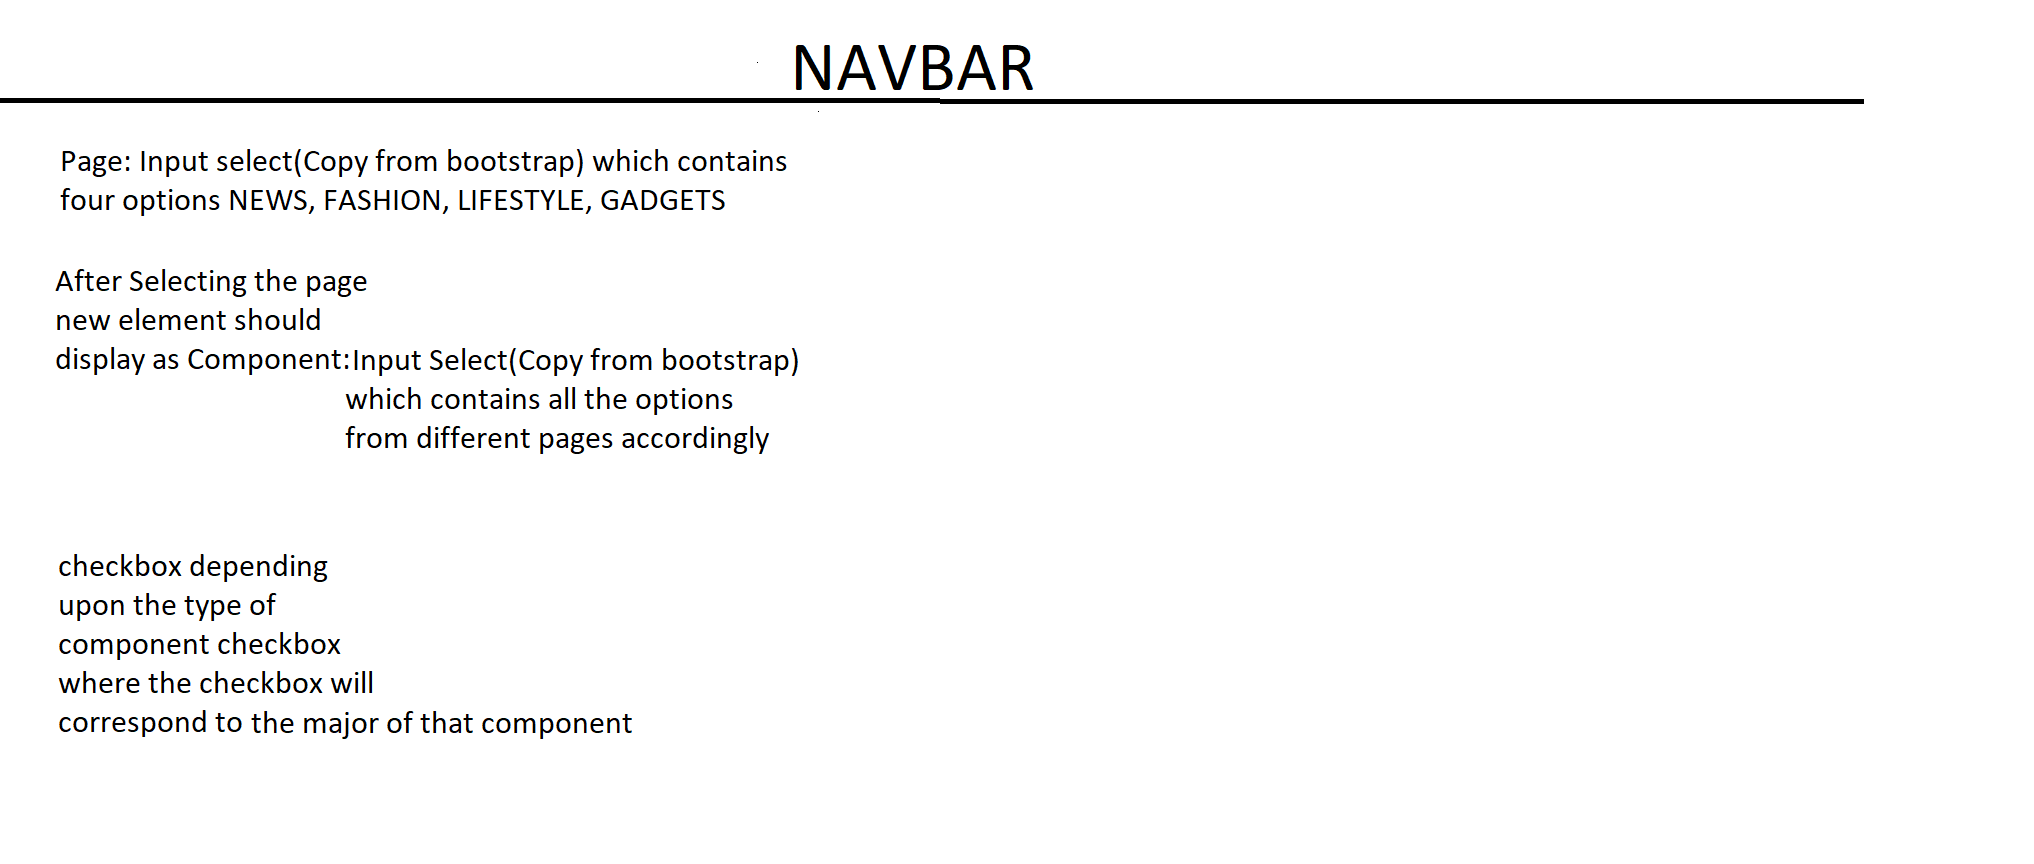 NAVBAR
Page: Input select(Copy from bootstrap) which contains
four options NEWS, FASHION, LIFESTYLE, GADGETS
After Selecting the page
new element should
display as Component:Input Select(Copy from bootstrap)
which contains all the options
from different pages accordingly
checkbox depending
upon the type of
component checkbox
where the checkbox will
correspond to the major of that component